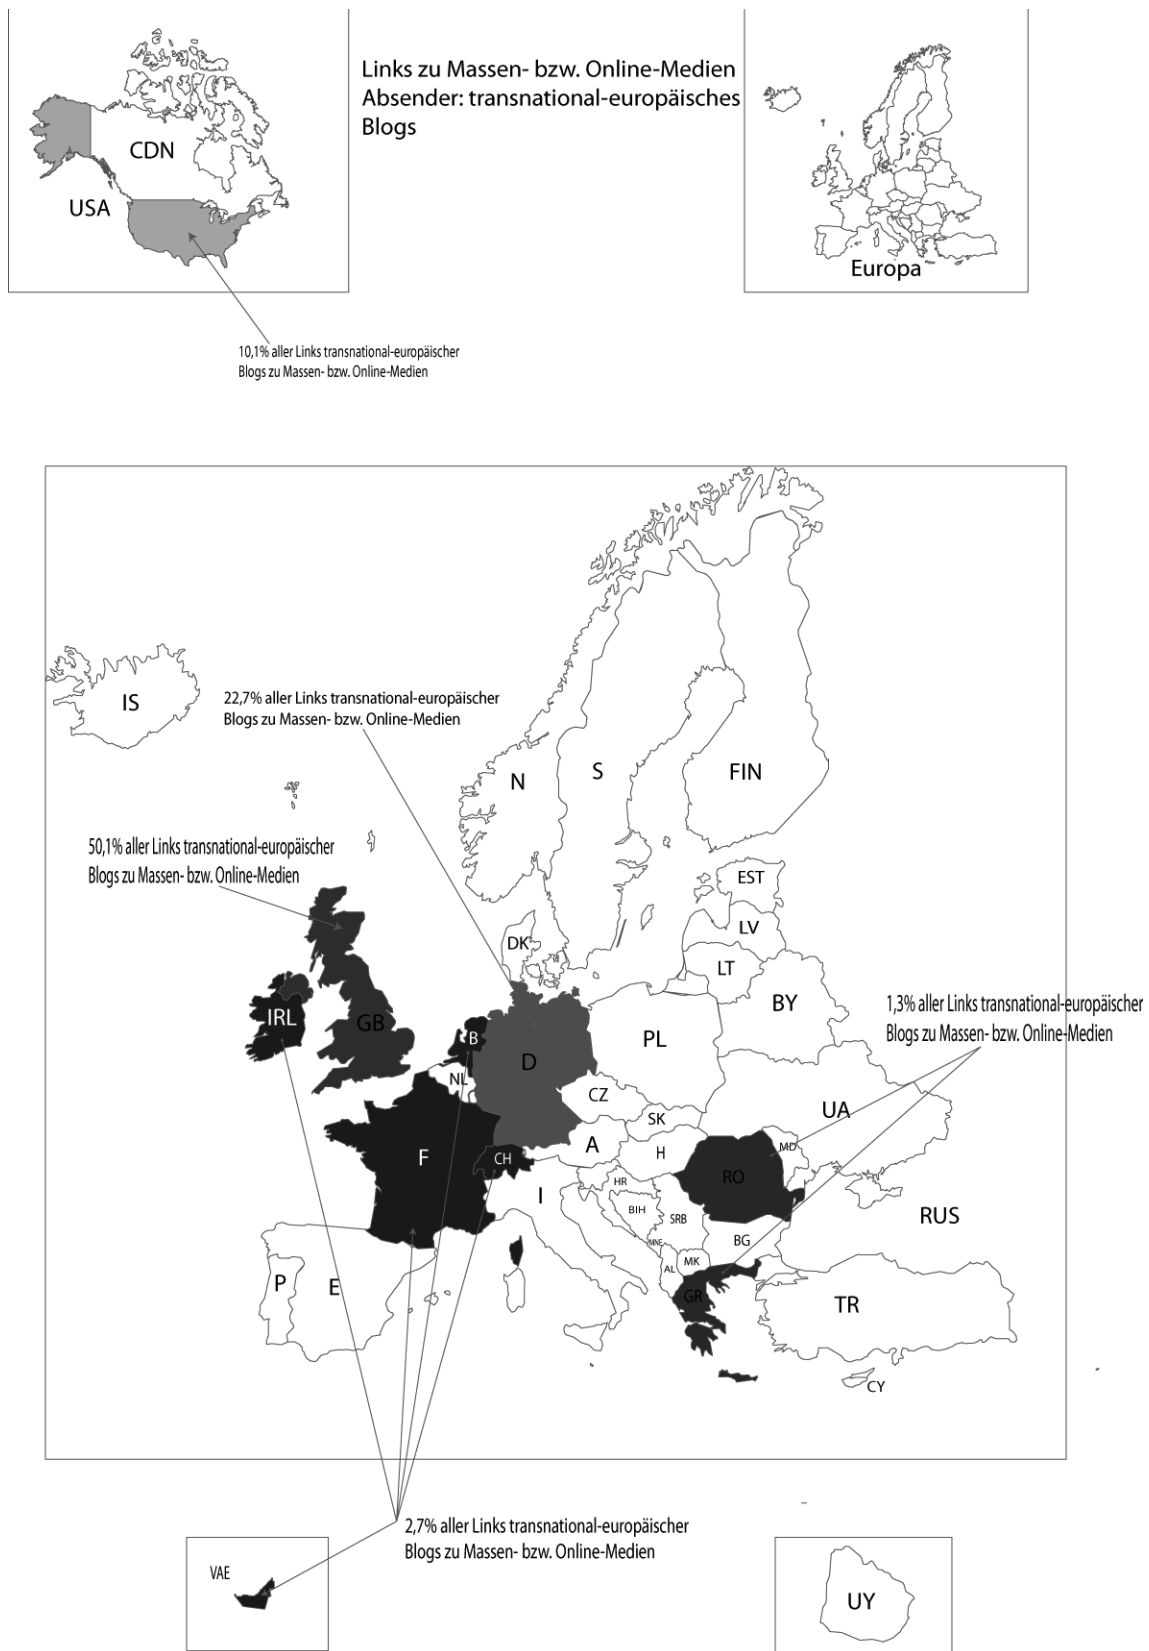 Links zu Massen- bzw. Online-Medien
Absender: transnational-europäisches
Blogs
CDN
USA
Europa
10,1% aller Links transnational-europäischer
Blogs zu Massen- bzw. Online-Medien
IS
22,7% aller Links transnational-europäischer
Blogs zu Massen- bzw. Online-Medien
N
S
FIN
50,1% aller Links transnational-europäischer
Blogs zu Massen- bzw. Online-Medien
EST
LV
DK
LT
BY
1,3% aller Links transnational-europäischer
Blogs zu Massen- bzw. Online-Medien
IRL
GB
B
PL
D
NL
CZ
UA
SK
A
H
MD
F
CH
RO
HR
I
BIH
SRB
RUS
MNE
BG
AL
MK
P
E
GR
TR
CY
2,7% aller Links transnational-europäischer
Blogs zu Massen- bzw. Online-Medien
VAE
UY